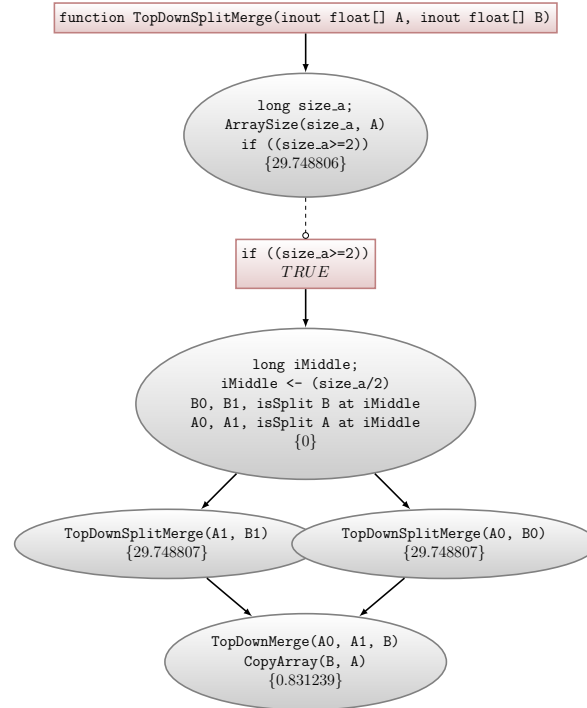 function TopDownSplitMerge(inout float[] A, inout float[] B)
long size_a;
ArraySize(size_a, A)
if ((size_a>=2))
{29.748806}
if ((size_a>=2))
TRUE
long iMiddle;
iMiddle <- (size_a/2)
B0, B1, isSplit B at iMiddle
A0, A1, isSplit A at iMiddle
{0}
TopDownSplitMerge(A1, B1)
{29.748807}
TopDownSplitMerge(A0, B0)
{29.748807}
TopDownMerge(A0, A1, B)
CopyArray(B, A)
{0.831239}